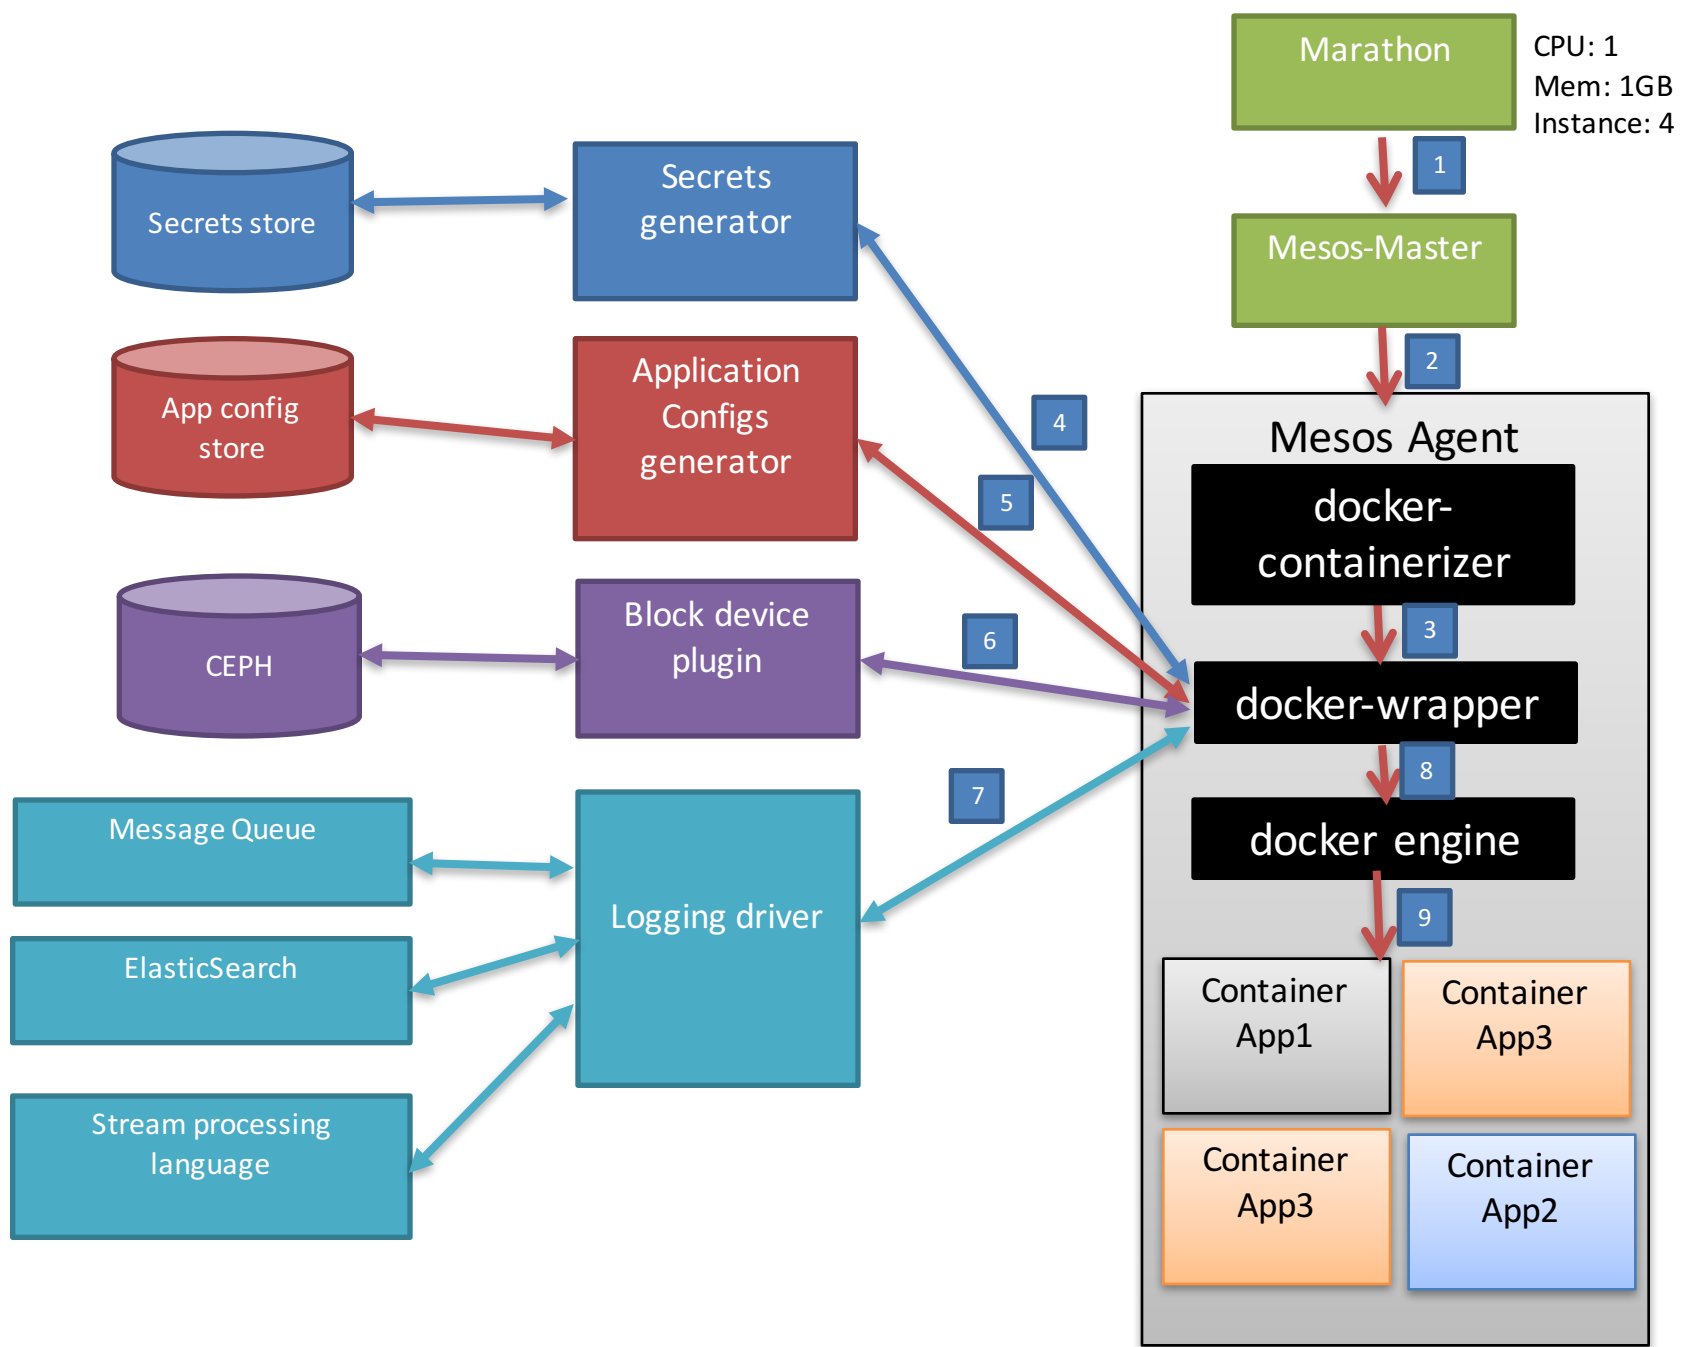 Marathon
CPU: 1
Mem: 1GB
Instance: 4
1
Mesos-Master
2
Secrets store
Secrets
generator
App config
store
Application
Configs
generator
4
5
CEPH
Block device
plugin
6
Message Queue
ElasticSearch
Stream processing
language
Logging driver
7
Mesos Agent
docker-
containerizer
3
docker-wrapper
8
docker engine
9
Container
App1
Container
App3
Container
App3
Container
App2